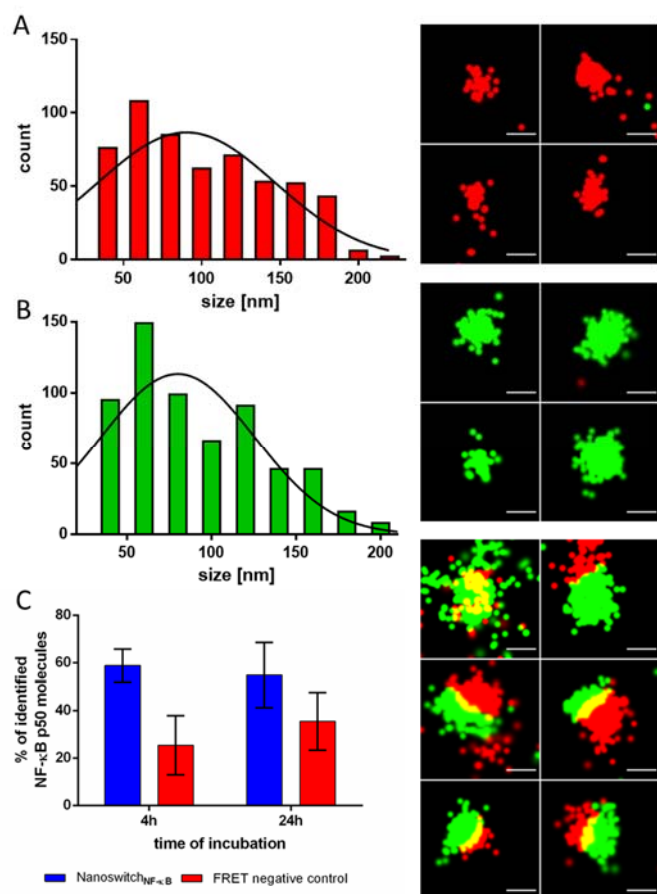 A
150
100
50
0
count
50
100
150
200
size [nm]
B
150
100
50
0
count
50
100
150
200
size [nm]
C
80
60
40
20
0
% of identified
NF-κB p50 molecules
4h
24h
time of incubation
Nanoswitch NF-κB
FRET negative control